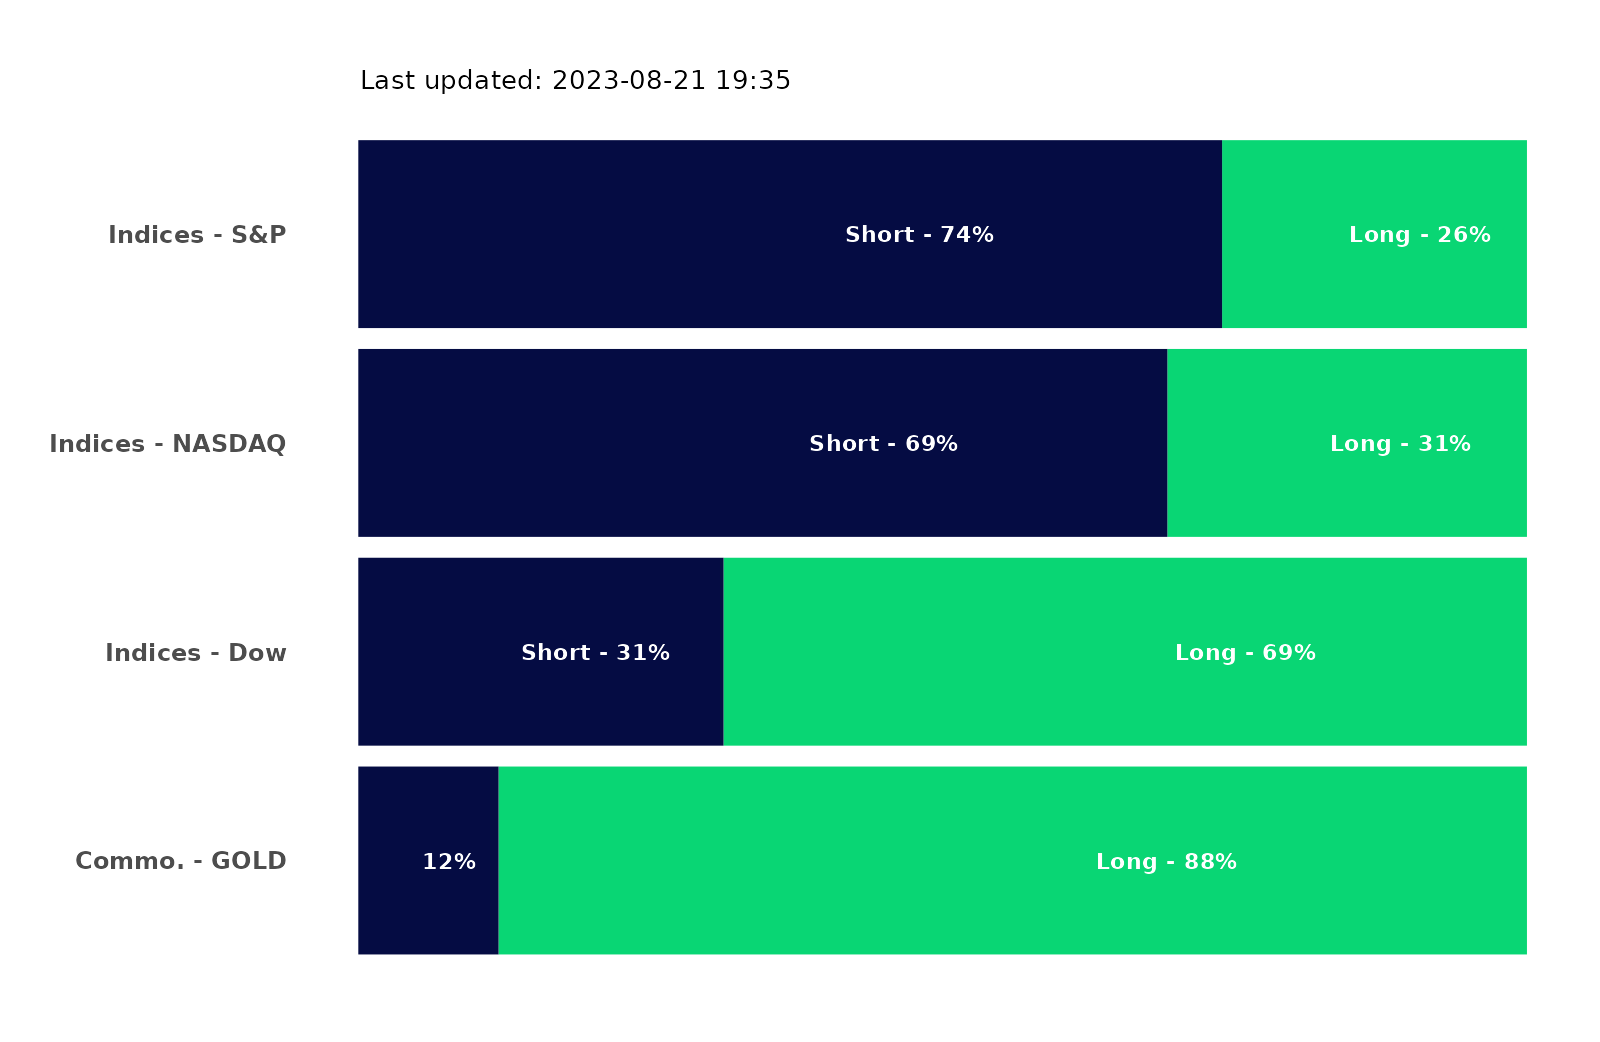 Last updated: 2023-08-21 19:35
Indices - S&P Short - 74% Long - 26%
Indices - NASDAQ Short - 69% Long - 31%
Indices - Dow Short - 31% Long - 69%
Commo. - GOLD 12% Long - 88%